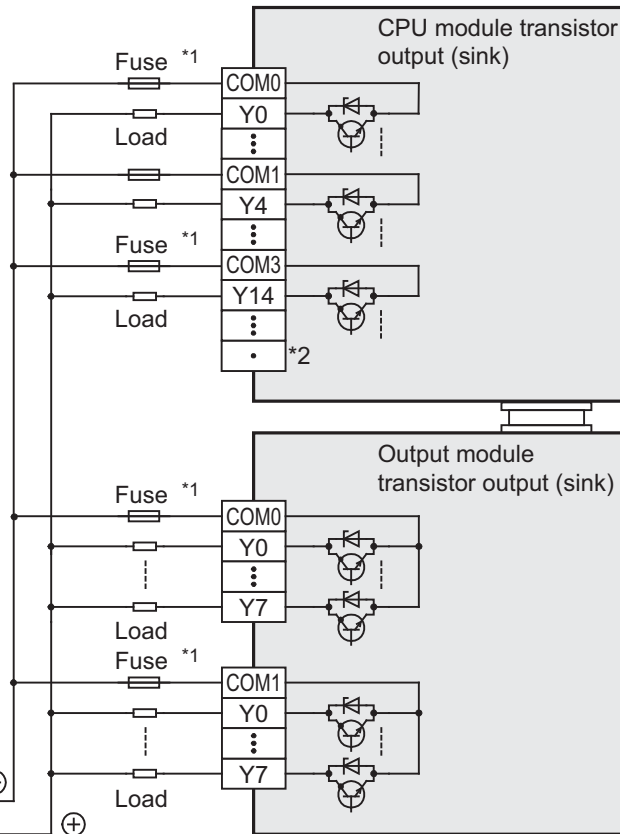 CPU module transistor
output (sink)
Fuse *1
COM0
Y0
Load
COM1
Y4
Fuse *1
COM3
Y14
Load
*2
Output module
transistor output (sink)
Fuse *1
COM0
Y0
Y7
Load
Fuse *1
COM1
Y0
Y7
Load